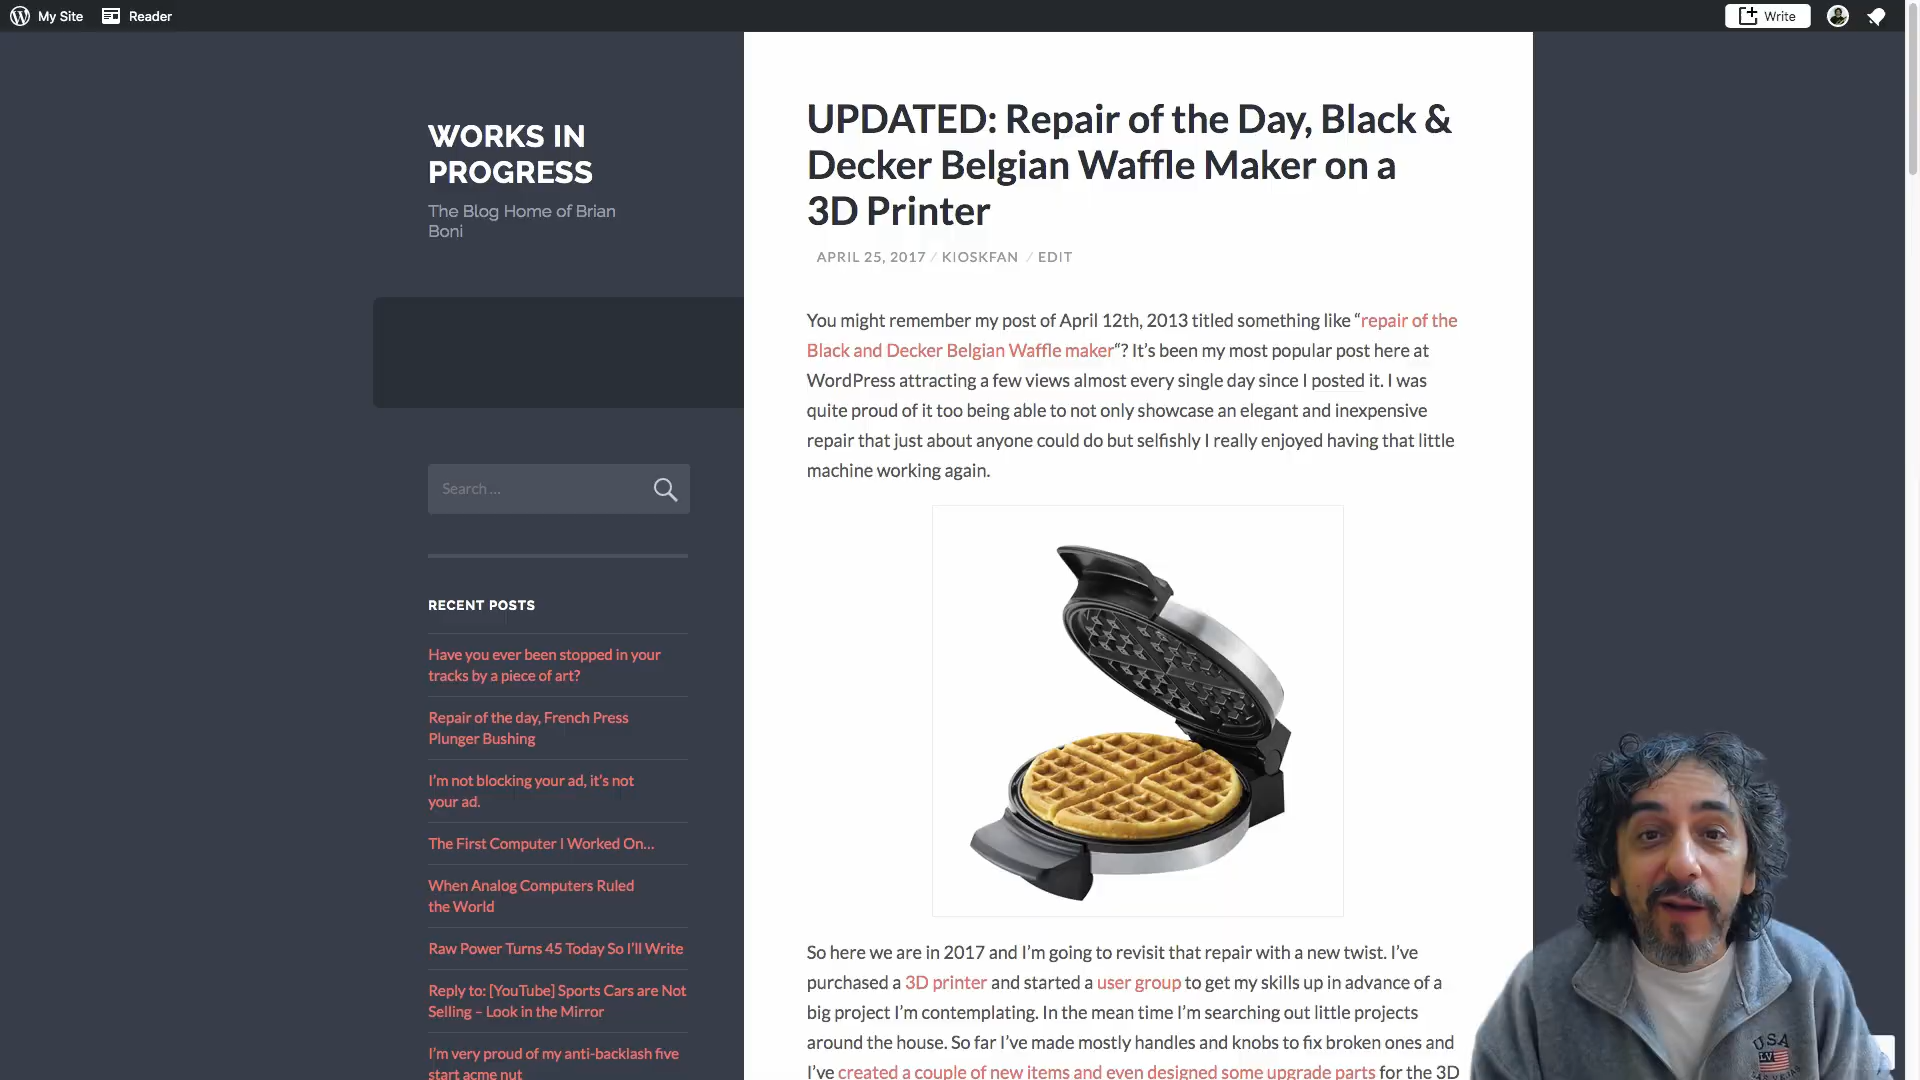 My Site
Reader
Write
WORKS IN
PROGRESS
The Blog Home of Brian
Boni
Search ...
RECENT POSTS
Have you ever been stopped in your
tracks by a piece of art?
Repair of the day, French Press
Plunger Bushing
I'm not blocking your ad, it's not
your ad.
The First Computer I Worked On…
When Analog Computers Ruled
the World
Raw Power Turns 45 Today So I'll Write
Reply to: [YouTube] Sports Cars are Not
Selling – Look in the Mirror
I'm very proud of my anti-backlash five
start acme nut
UPDATED: Repair of the Day, Black &
Decker Belgian Waffle Maker on a
3D Printer
APRIL 25, 2017 / KIOSKFAN / EDIT
You might remember my post of April 12th, 2013 titled something like “repair of the
Black and Decker Belgian Waffle maker“? It's been my most popular post here at
WordPress attracting a few views almost every single day since I posted it. I was
quite proud of it too being able to not only showcase an elegant and inexpensive
repair that just about anyone could do but selfishly I really enjoyed having that little
machine working again.
So here we are in 2017 and I'm going to revisit that repair with a new twist. I've
purchased a 3D printer and started a user group to get my skills up in advance of a
big project I'm contemplating. In the mean time I'm searching out little projects
around the house. So far I've made mostly handles and knobs to fix broken ones and
I've created a couple of new items and even designed some upgrade parts for the 3D
USA
LV
LAS VEGAS